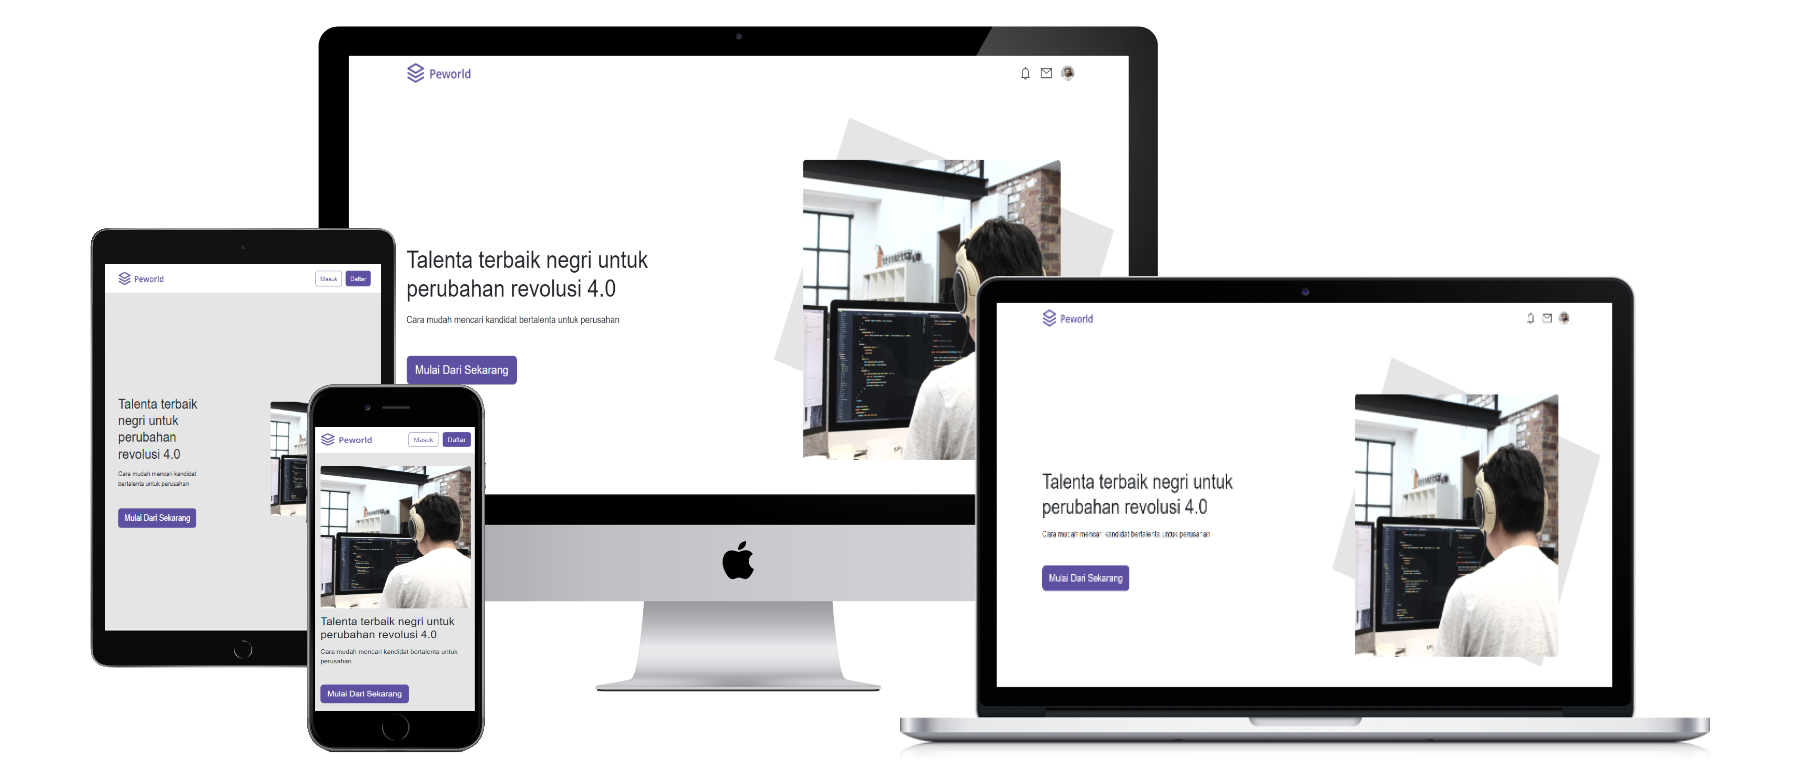 Peworld
Talenta terbaik negri untuk
perubahan revolusi 4.0
Cara mudah mencari kandidat bertalenta untuk perusahan
Mulai Dari Sekarang
Peworld
Masuk
Daftar
Talenta terbaik
negri untuk
perubahan
revolusi 4.0
Cara mudah mencari kandidat
bertalenta untuk perusahan
Mulai Dari Sekarang
Peworld
Masuk
Daftar
Talenta terbaik negri untuk
perubahan revolusi 4.0
Cara mudah mencari kandidat bertalenta untuk
perusahan
Mulai Dari Sekarang
Peworld
Talenta terbaik negri untuk
perubahan revolusi 4.0
Cara mudah mencari kandidat bertalenta untuk perusahan
Mulai Dari Sekarang